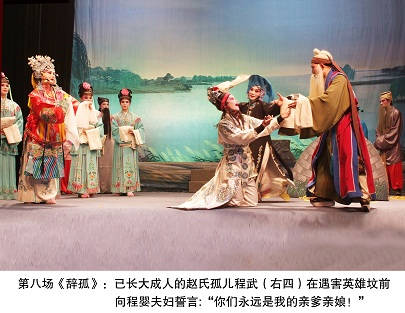 第八场《辞孤》：已长大成人的赵氏孤儿程武（右四）在遇害英雄坟前
向程婴夫妇誓言：“你们永远是我的亲爹亲娘！”